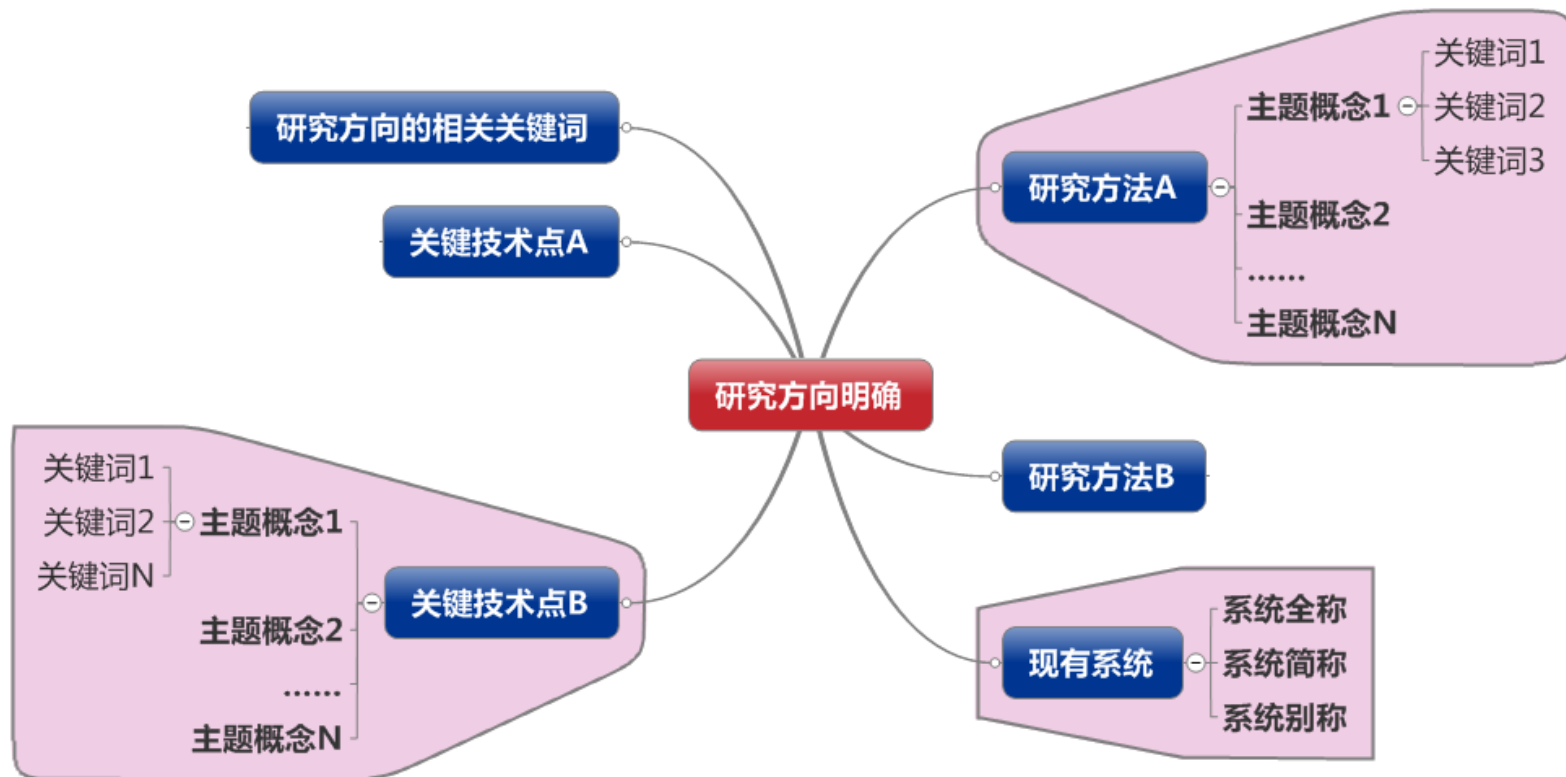 研究方向明确
研究方向的相关关键词
关键技术点A
关键技术点B
主题概念1
关键词1
关键词2
关键词N
主题概念2
……
主题概念N
研究方法A
主题概念1
关键词1
关键词2
关键词3
主题概念2
……
主题概念N
研究方法B
现有系统
系统全称
系统简称
系统别称